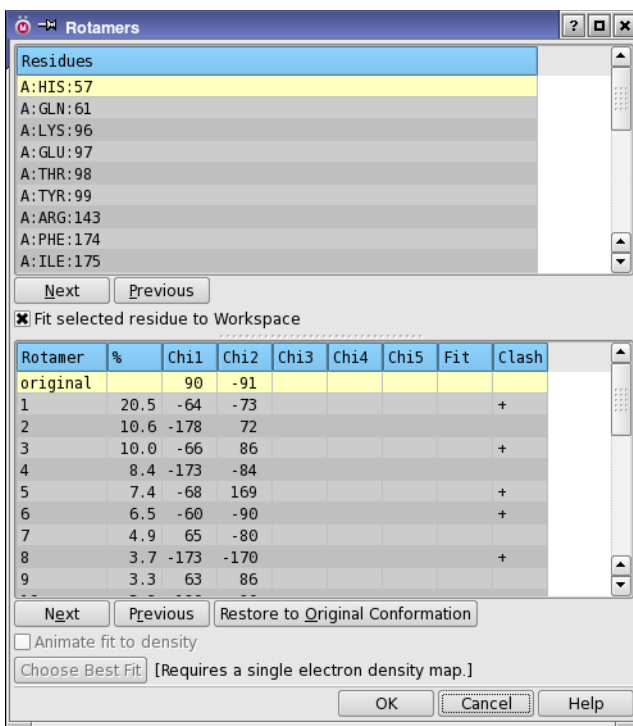 Rotamers
Residues
A:HIS:57
A:GLN:61
A:LYS:96
A:GLU:97
A:THR:98
A:TYR:99
A:ARG:143
A:PHE:174
A:ILE:175
Next Previous
Fit selected residue to Workspace
Rotamer % Chi1 Chi2 Chi3 Chi4 Chi5 Fit Clash
original 90 -91
1 20.5 -64 -73 +
2 10.6 -178 72
3 10.0 -66 86 +
4 8.4 -173 -84
5 7.4 -68 169 +
6 6.5 -60 -90 +
7 4.9 65 -80
8 3.7 -173 -170 +
9 3.3 63 86
Next Previous Restore to Original Conformation
Animate fit to density
Choose Best Fit [Requires a single electron density map.]
OK Cancel Help